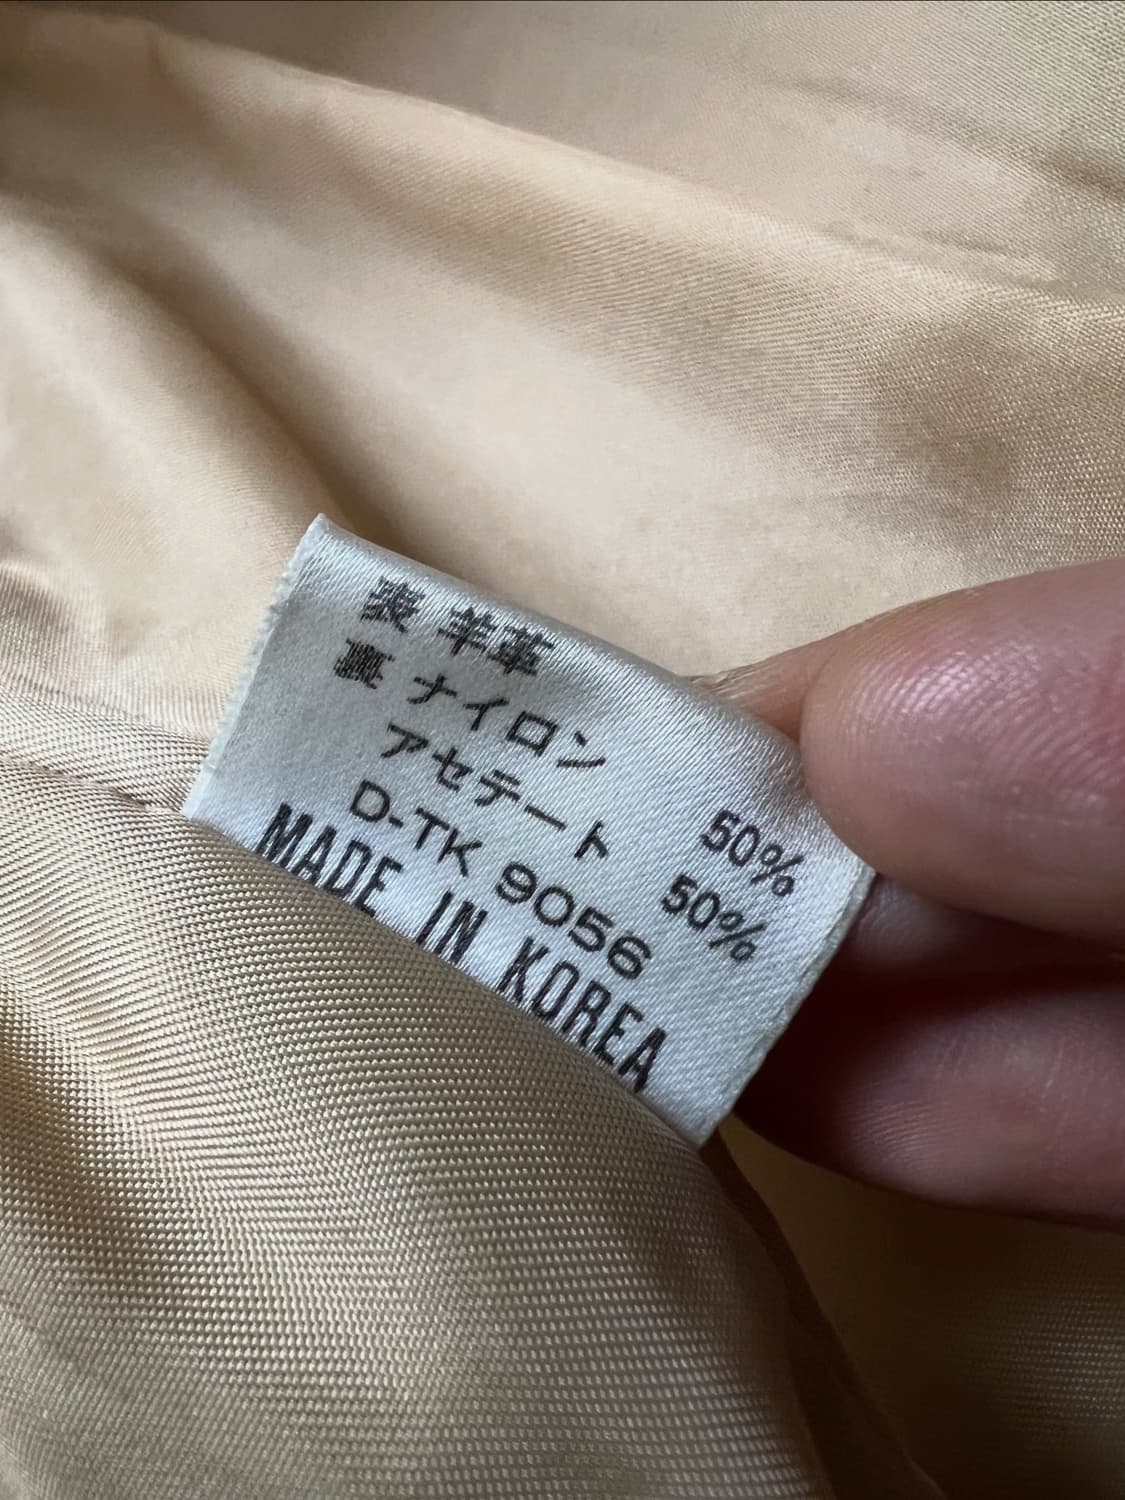 表 羊革
裏 ナイロン 50%
アセテート 50%
D-TK 9056
MADE IN KOREA